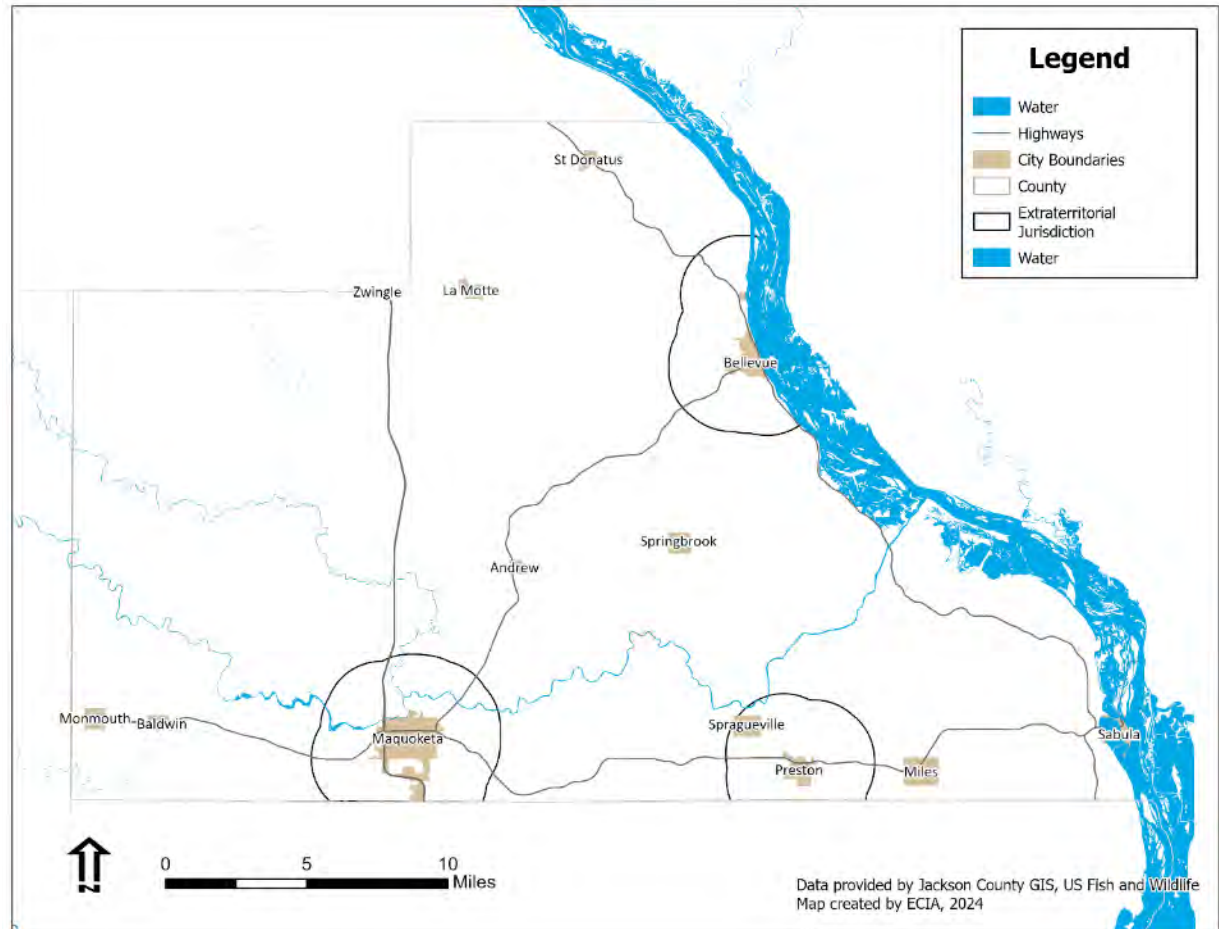 Legend
Water
Highways
City Boundaries
County
Extraterritorial
Jurisdiction
Water
St Donatus
Zwingle
La Motte
Bellevue
Springbrook
Andrew
Monmouth
Baldwin
Maquoketa
Spragueville
Preston
Miles
Sabula
N
0 5 10
Miles
Data provided by Jackson County GIS, US Fish and Wildlife
Map created by ECIA, 2024